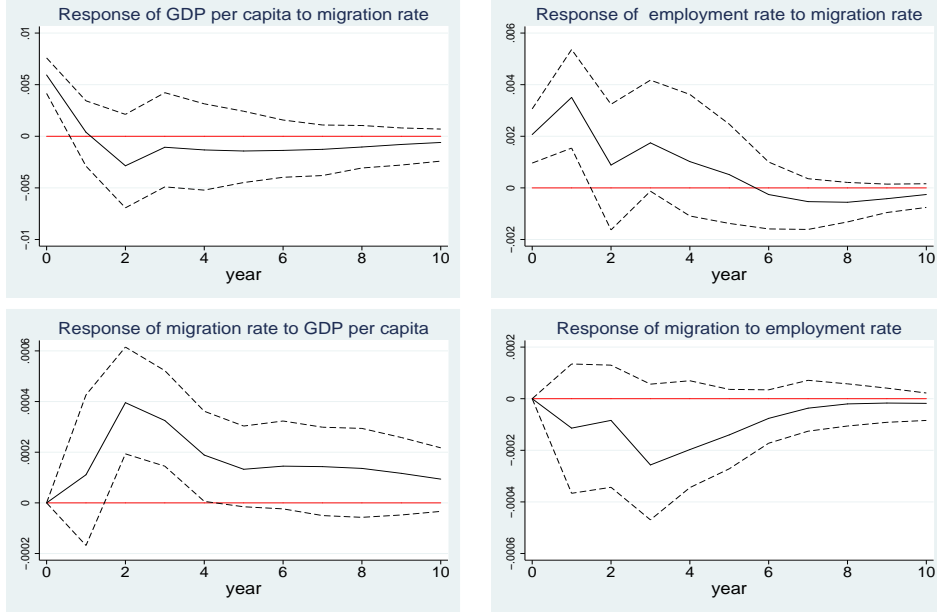 Response of GDP per capita to migration rate
.01
.005
0
-.005
-.01
0 2 4 6 8 10
year
Response of  employment rate to migration rate
.006
.004
.002
0
-.002
0 2 4 6 8 10
year
Response of migration rate to GDP per capita
.0006
.0004
.0002
0
-.0002
0 2 4 6 8 10
year
Response of migration to employment rate
.0002
0
-.0002
-.0004
-.0006
0 2 4 6 8 10
year